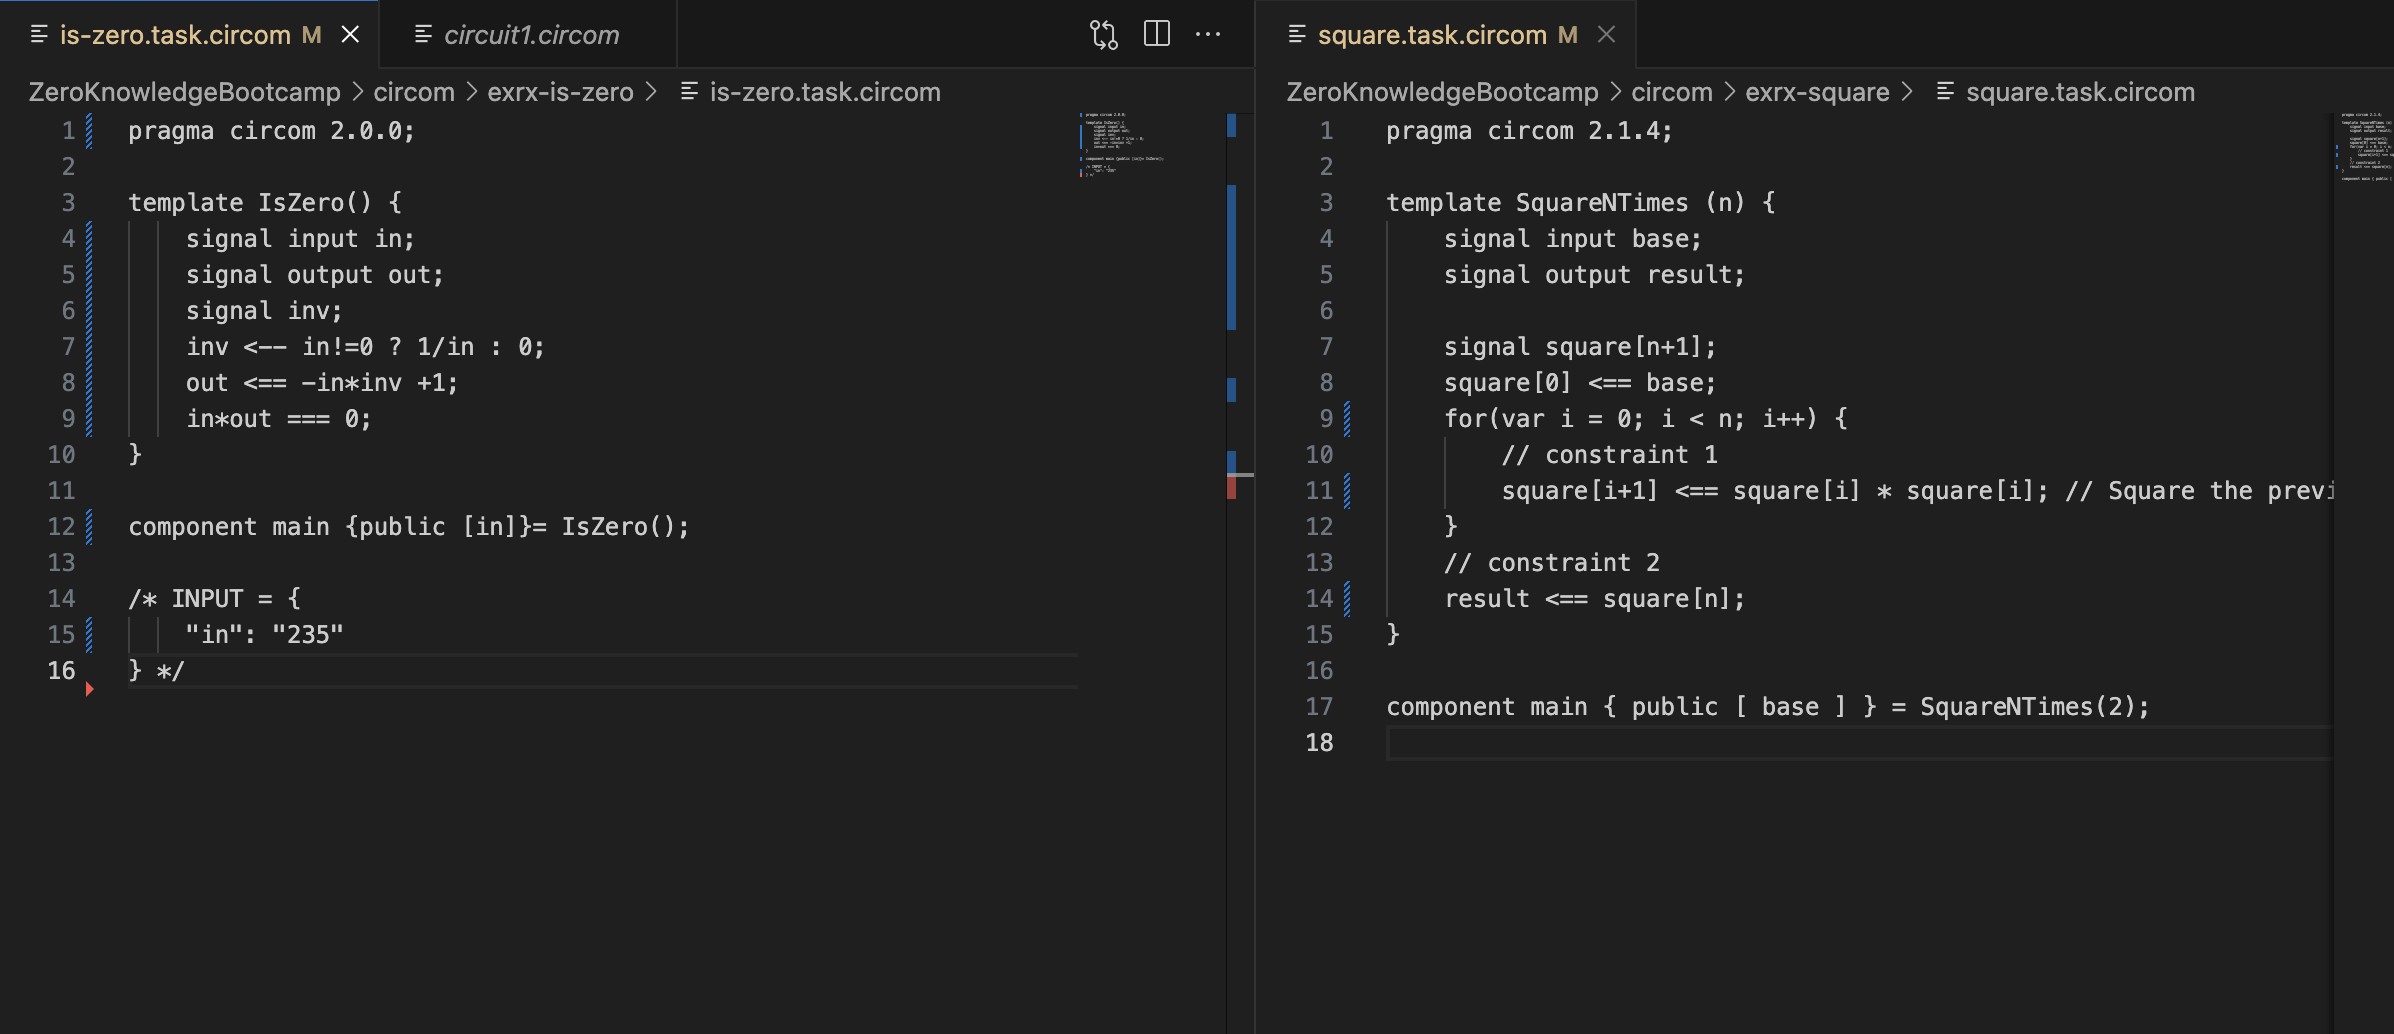 is-zero.task.circom M
circuit1.circom
ZeroKnowledgeBootcamp > circom > exrx-is-zero > is-zero.task.circom
1 pragma circom 2.0.0;
2
3 template IsZero() {
4 signal input in;
5 signal output out;
6 signal inv;
7 inv <-- in!=0 ? 1/in : 0;
8 out <== -in*inv +1;
9 in*out === 0;
10 }
11
12 component main {public [in]}= IsZero();
13
14 /* INPUT = {
15 "in": "235"
16 } */
square.task.circom M
ZeroKnowledgeBootcamp > circom > exrx-square > square.task.circom
1 pragma circom 2.1.4;
2
3 template SquareNTimes (n) {
4 signal input base;
5 signal output result;
6
7 signal square[n+1];
8 square[0] <== base;
9 for(var i = 0; i < n; i++) {
10 // constraint 1
11 square[i+1] <== square[i] * square[i]; // Square the previ
12 }
13 // constraint 2
14 result <== square[n];
15 }
16
17 component main { public [ base ] } = SquareNTimes(2);
18